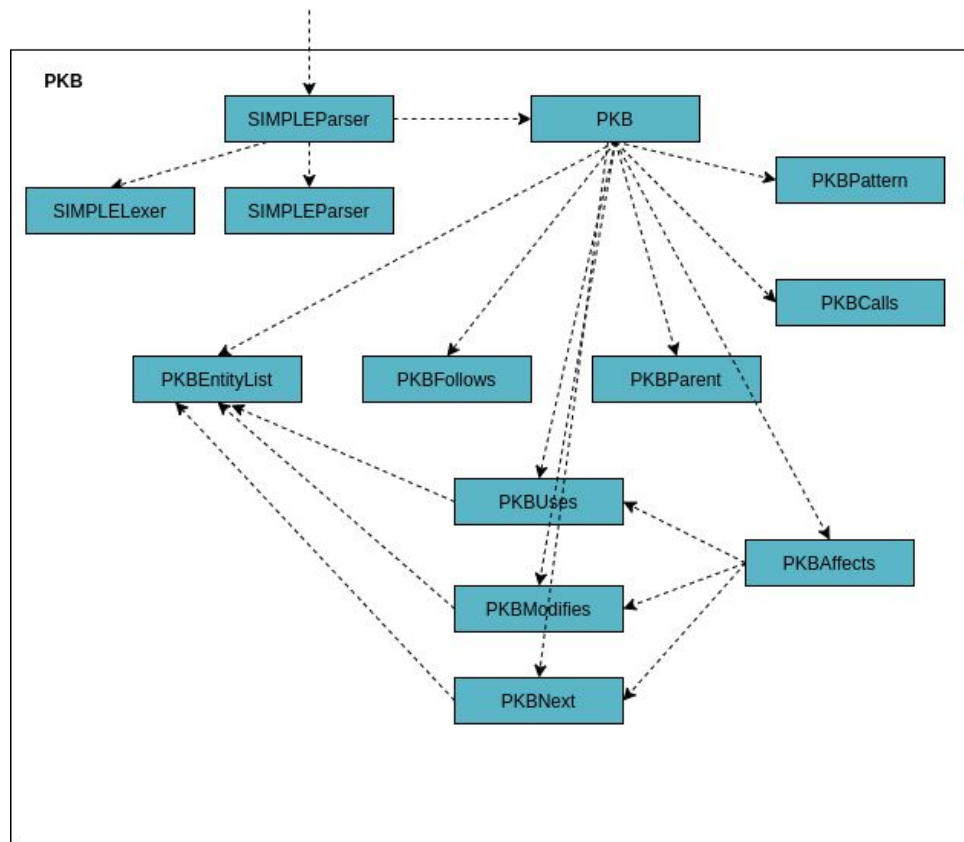 PKB
SIMPLEParser
PKB
PKBPattern
SIMPLELexer
SIMPLEParser
PKBCalls
PKBEntityList
PKBFollows
PKBParent
PKBUses
PKBAffects
PKBModifies
PKBNext